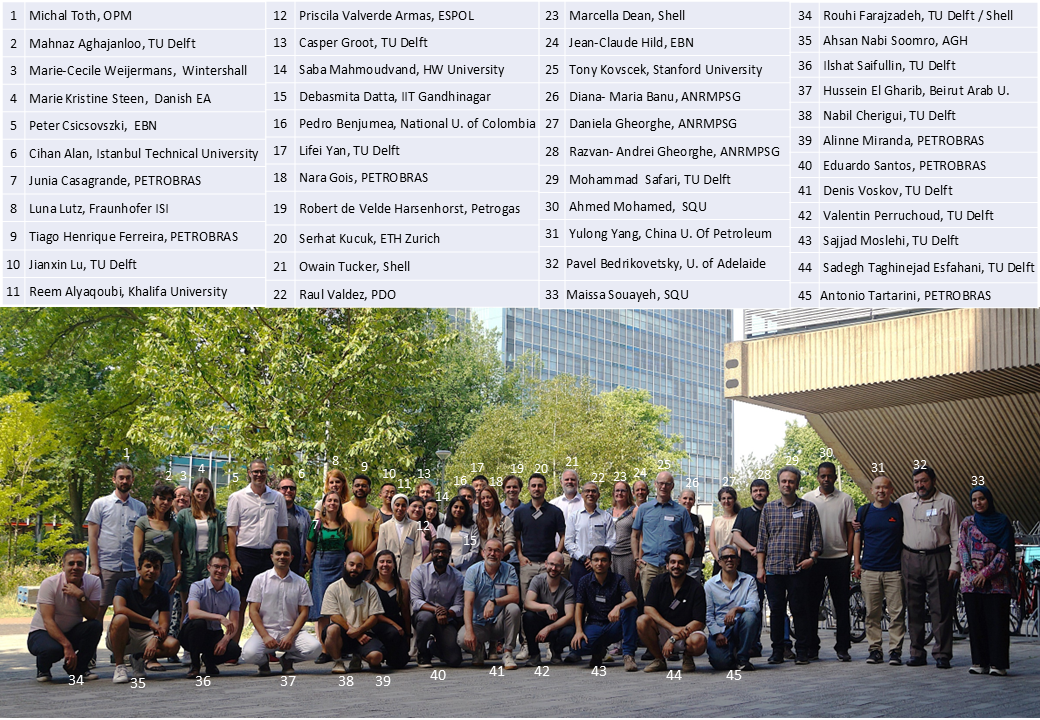 1 Michal Toth, OPM
2 Mahnaz Aghajanloo, TU Delft
3 Marie-Cecile Weijermans, Wintershall
4 Marie Kristine Steen, Danish EA
5 Peter Csicsovszki, EBN
6 Cihan Alan, Istanbul Technical University
7 Junia Casagrande, PETROBRAS
8 Luna Lutz, Fraunhofer ISI
9 Tiago Henrique Ferreira, PETROBRAS
10 Jianxin Lu, TU Delft
11 Reem Alyaqoubi, Khalifa University
12 Priscila Valverde Armas, ESPOL
13 Casper Groot, TU Delft
14 Saba Mahmoudvand, HW University
15 Debasmita Datta, IIT Gandhinagar
16 Pedro Benjumea, National U. of Colombia
17 Lifei Yan, TU Delft
18 Nara Gois, PETROBRAS
19 Robert de Velde Harsenhorst, Petrogas
20 Serhat Kucuk, ETH Zurich
21 Owain Tucker, Shell
22 Raul Valdez, PDO
23 Marcella Dean, Shell
24 Jean-Claude Hild, EBN
25 Tony Kovscek, Stanford University
26 Diana- Maria Banu, ANRMPSG
27 Daniela Gheorghe, ANRMPSG
28 Razvan- Andrei Gheorghe, ANRMPSG
29 Mohammad Safari, TU Delft
30 Ahmed Mohamed, SQU
31 Yulong Yang, China U. Of Petroleum
32 Pavel Bedrikovetsky, U. of Adelaide
33 Maissa Souayeh, SQU
34 Rouhi Farajzadeh, TU Delft / Shell
35 Ahsan Nabi Soomro, AGH
36 Ilshat Saifullin, TU Delft
37 Hussein El Gharib, Beirut Arab U.
38 Nabil Cherigui, TU Delft
39 Alinne Miranda, PETROBRAS
40 Eduardo Santos, PETROBRAS
41 Denis Voskov, TU Delft
42 Valentin Perruchoud, TU Delft
43 Sajjad Moslehi, TU Delft
44 Sadegh Taghinejad Esfahani, TU Delft
45 Antonio Tartarini, PETROBRAS
1 2 3 4 5 6 7 8 9 10 11 12 13 14 15 16 17 18 19 20 21 22 23 24 25 26 27 28 29 30 31 32 33
34 35 36 37 38 39 40 41 42 43 44 45